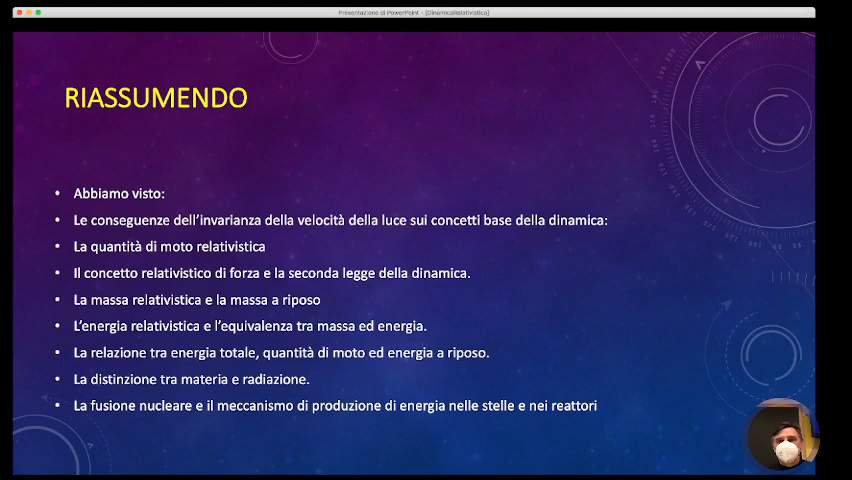 Presentazione di PowerPoint - [DinamicaRelativistica]
RIASSUMENDO
• Abbiamo visto:
• Le conseguenze dell’invarianza della velocità della luce sui concetti base della dinamica:
• La quantità di moto relativistica
• Il concetto relativistico di forza e la seconda legge della dinamica.
• La massa relativistica e la massa a riposo
• L’energia relativistica e l’equivalenza tra massa ed energia.
• La relazione tra energia totale, quantità di moto ed energia a riposo.
• La distinzione tra materia e radiazione.
• La fusione nucleare e il meccanismo di produzione di energia nelle stelle e nei reattori